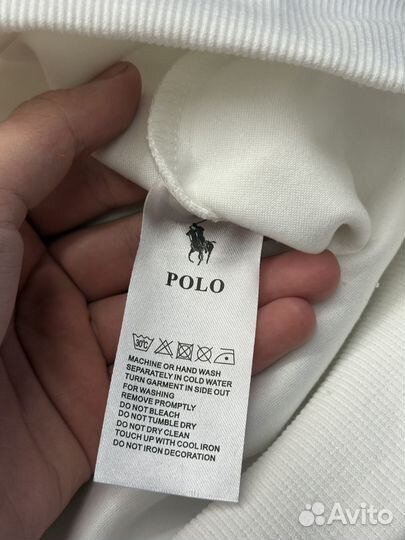 POLO
30°C
MACHINE OR HAND WASH
SEPARATELY IN COLD WATER
TURN GARMENT IN SIDE OUT
FOR WASHING
REMOVE PROMPTLY
DO NOT BLEACH
DO NOT TUMBLE DRY
DO NOT DRY CLEAN
TOUCH UP WITH COOL IRON
DO NOT IRON DECORATION
Avito